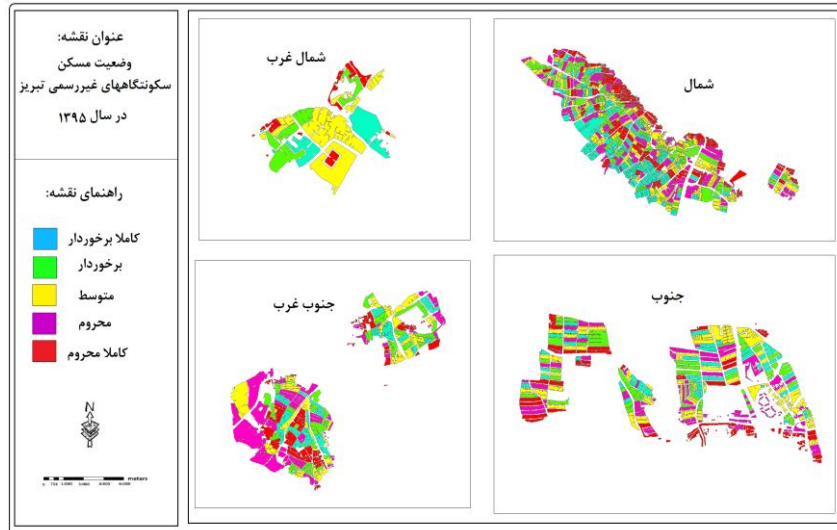 عنوان نقشه:
وضعیت مسکن
سکونتگاههای غیررسمی تبریز
در سال ۱۳۹۵
راهنمای نقشه:
کاملا برخوردار
برخوردار
متوسط
محروم
کاملا محروم
N
meters
شمال غرب
شمال
جنوب غرب
جنوب